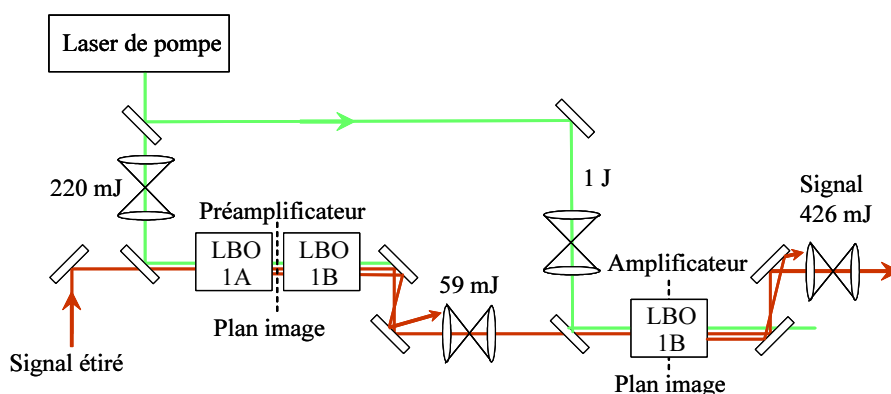 Laser de pompe
220 mJ
1 J
Signal
426 mJ
Préamplificateur
LBO
1A
LBO
1B
Plan image
59 mJ
Amplificateur
LBO
1B
Plan image
Signal étiré